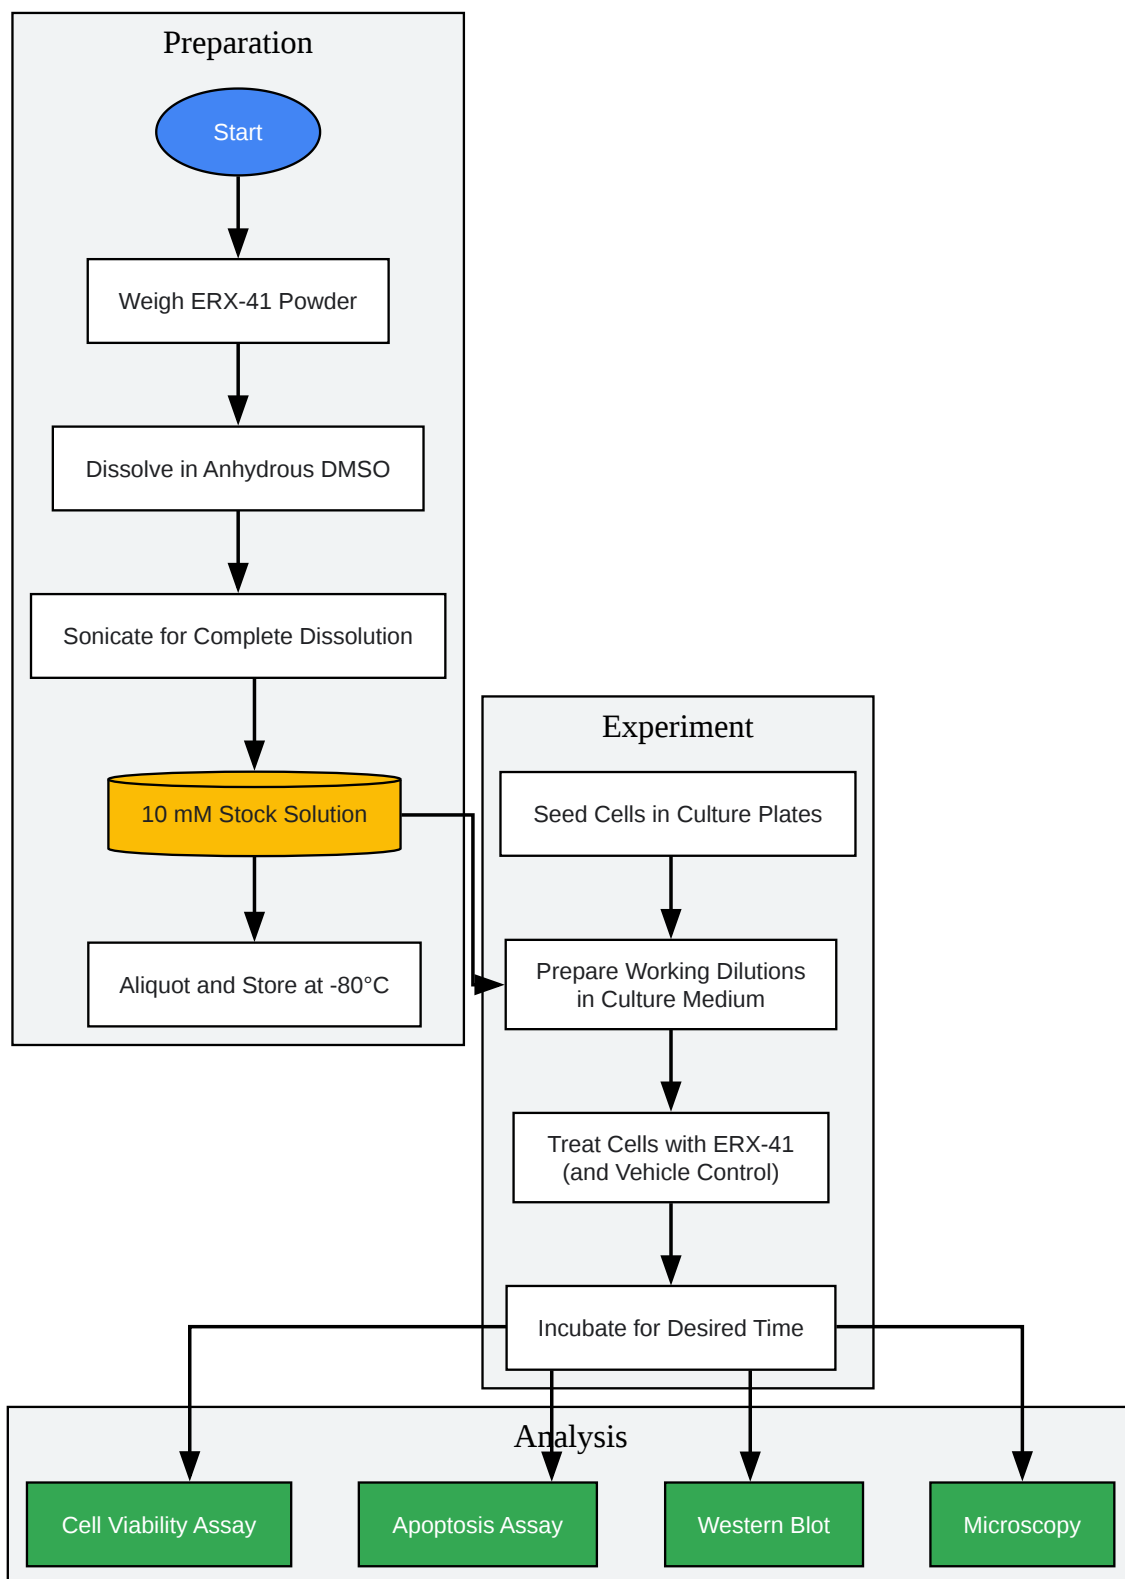 Preparation
Start
Weigh ERX-41 Powder
Dissolve in Anhydrous DMSO
Sonicate for Complete Dissolution
10 mM Stock Solution
Aliquot and Store at -80°C
Experiment
Seed Cells in Culture Plates
Prepare Working Dilutions
in Culture Medium
Treat Cells with ERX-41
(and Vehicle Control)
Incubate for Desired Time
Analysis
Cell Viability Assay
Apoptosis Assay
Western Blot
Microscopy